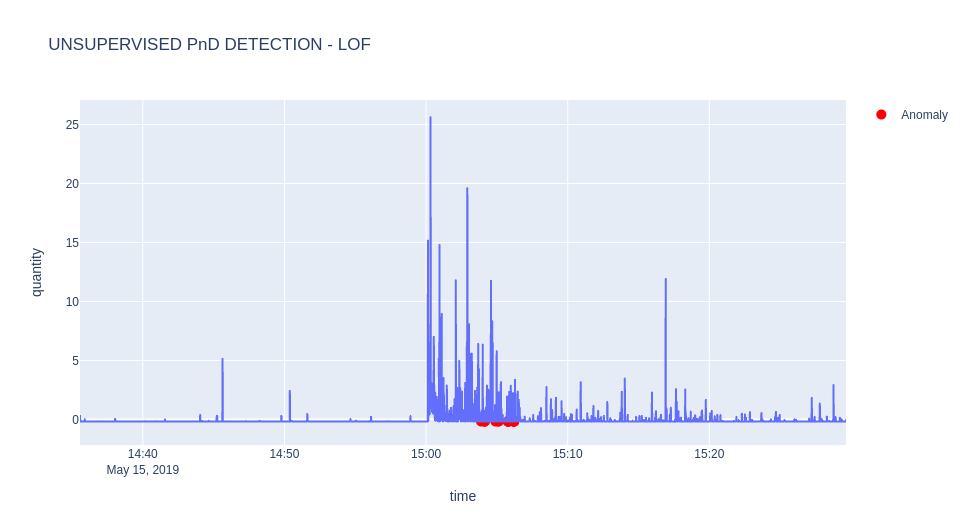 UNSUPERVISED PnD DETECTION - LOF
Anomaly
25
20
15
10
5
0
quantity
14:40
14:50
15:00
15:10
15:20
May 15, 2019
time